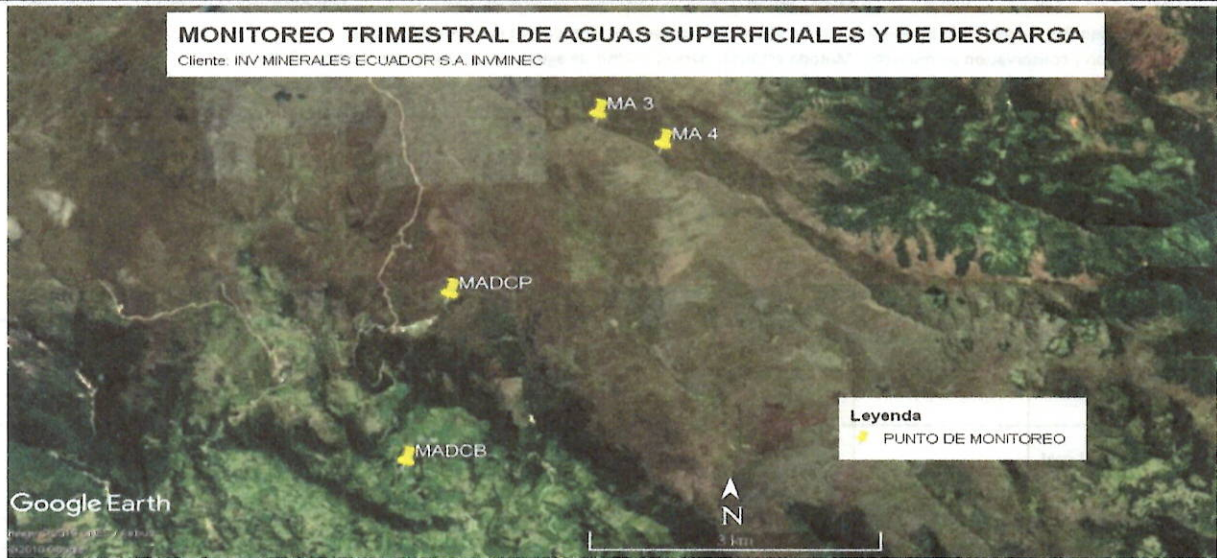 MONITOREO TRIMESTRAL DE AGUAS SUPERFICIALES Y DE DESCARGA
Cliente: INV MINERALES ECUADOR S.A. INVMINEC
MA 3
MA 4
MADCP
MADCB
Leyenda
PUNTO DE MONITOREO
Google Earth
N
3 km